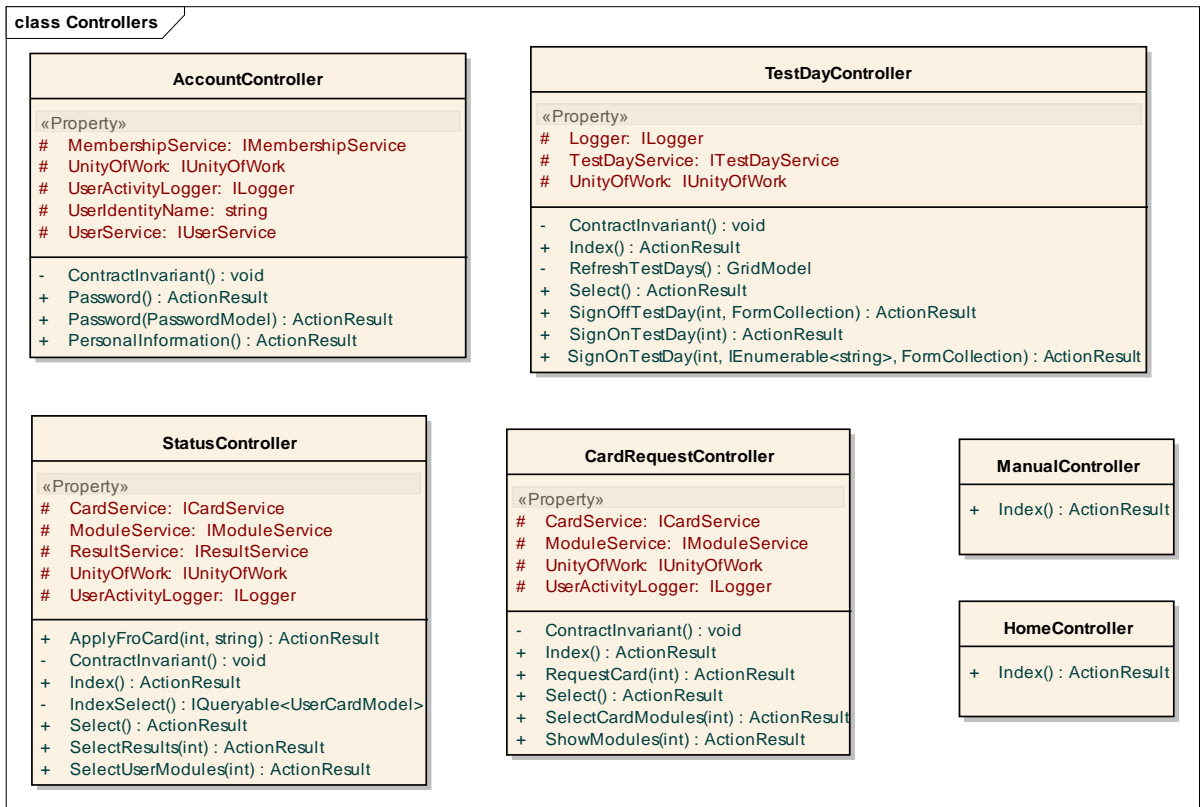 class Controllers
AccountController
«Property»
# MembershipService: IMembershipService
# UnityOfWork: IUnityOfWork
# UserActivityLogger: ILogger
# UserIdentityName: string
# UserService: IUserService
- ContractInvariant() : void
+ Password() : ActionResult
+ Password(PasswordModel) : ActionResult
+ PersonalInformation() : ActionResult
TestDayController
«Property»
# Logger: ILogger
# TestDayService: ITestDayService
# UnityOfWork: IUnityOfWork
- ContractInvariant() : void
+ Index() : ActionResult
- RefreshTestDays() : GridModel
+ Select() : ActionResult
+ SignOffTestDay(int, FormCollection) : ActionResult
+ SignOnTestDay(int) : ActionResult
+ SignOnTestDay(int, IEnumerable<string>, FormCollection) : ActionResult
StatusController
«Property»
# CardService: ICardService
# ModuleService: IModuleService
# ResultService: IResultService
# UnityOfWork: IUnityOfWork
# UserActivityLogger: ILogger
+ ApplyFroCard(int, string) : ActionResult
- ContractInvariant() : void
+ Index() : ActionResult
- IndexSelect() : IQueryable<UserCardModel>
+ Select() : ActionResult
+ SelectResults(int) : ActionResult
+ SelectUserModules(int) : ActionResult
CardRequestController
«Property»
# CardService: ICardService
# ModuleService: IModuleService
# UnityOfWork: IUnityOfWork
# UserActivityLogger: ILogger
- ContractInvariant() : void
+ Index() : ActionResult
+ RequestCard(int) : ActionResult
+ Select() : ActionResult
+ SelectCardModules(int) : ActionResult
+ ShowModules(int) : ActionResult
ManualController
+ Index() : ActionResult
HomeController
+ Index() : ActionResult